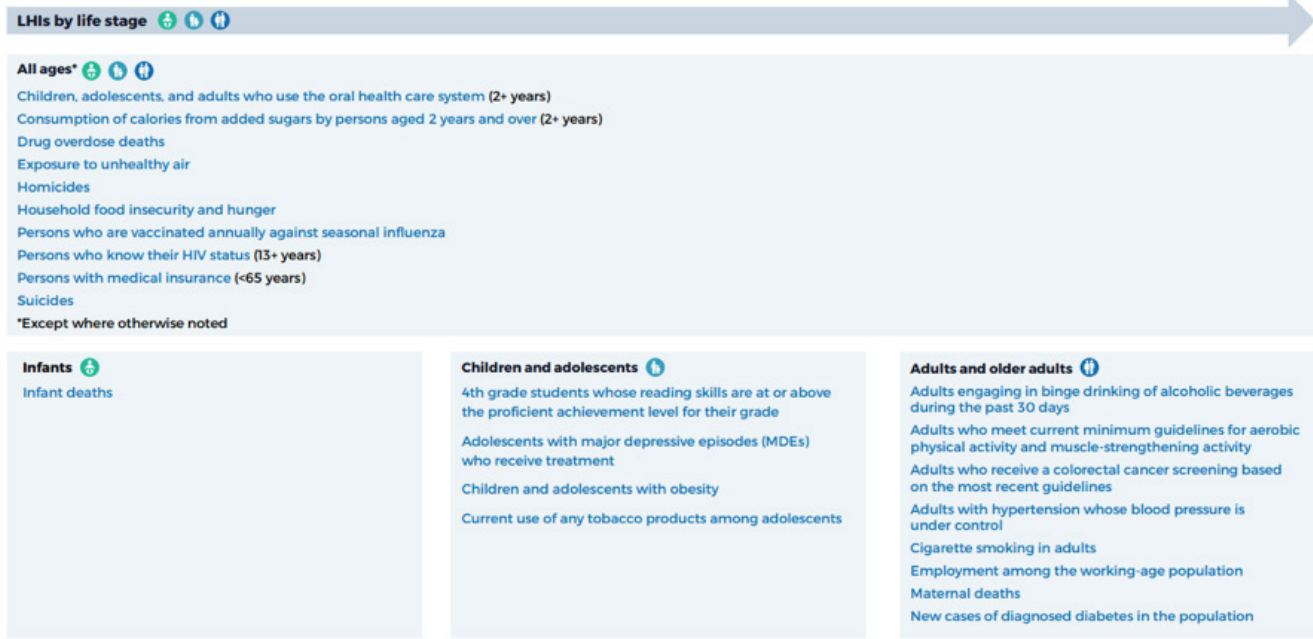 LHIs by life stage
All ages*
Children, adolescents, and adults who use the oral health care system (2+ years)
Consumption of calories from added sugars by persons aged 2 years and over (2+ years)
Drug overdose deaths
Exposure to unhealthy air
Homicides
Household food insecurity and hunger
Persons who are vaccinated annually against seasonal influenza
Persons who know their HIV status (13+ years)
Persons with medical insurance (<65 years)
Suicides
*Except where otherwise noted
Infants
Infant deaths
Children and adolescents
4th grade students whose reading skills are at or above
the proficient achievement level for their grade
Adolescents with major depressive episodes (MDEs)
who receive treatment
Children and adolescents with obesity
Current use of any tobacco products among adolescents
Adults and older adults
Adults engaging in binge drinking of alcoholic beverages
during the past 30 days
Adults who meet current minimum guidelines for aerobic
physical activity and muscle-strengthening activity
Adults who receive a colorectal cancer screening based
on the most recent guidelines
Adults with hypertension whose blood pressure is
under control
Cigarette smoking in adults
Employment among the working-age population
Maternal deaths
New cases of diagnosed diabetes in the population